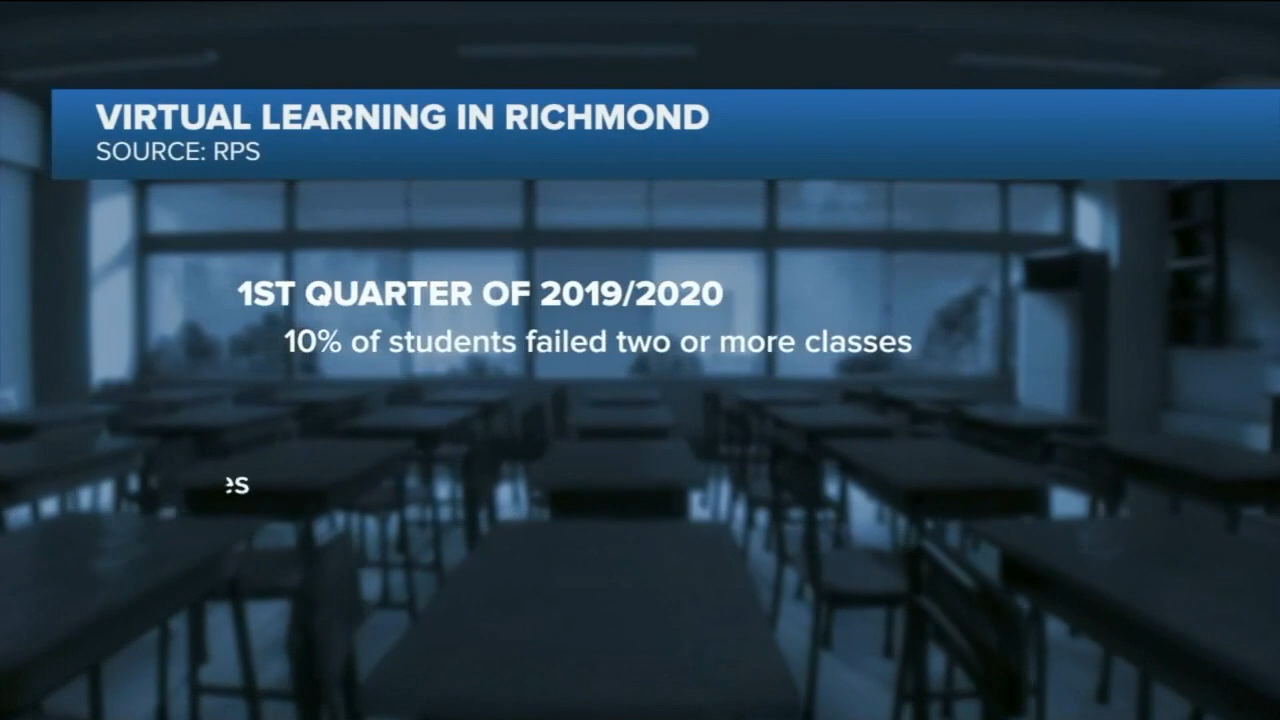 VIRTUAL LEARNING IN RICHMOND
SOURCE: RPS
1ST QUARTER OF 2019/2020
10% of students failed two or more classes